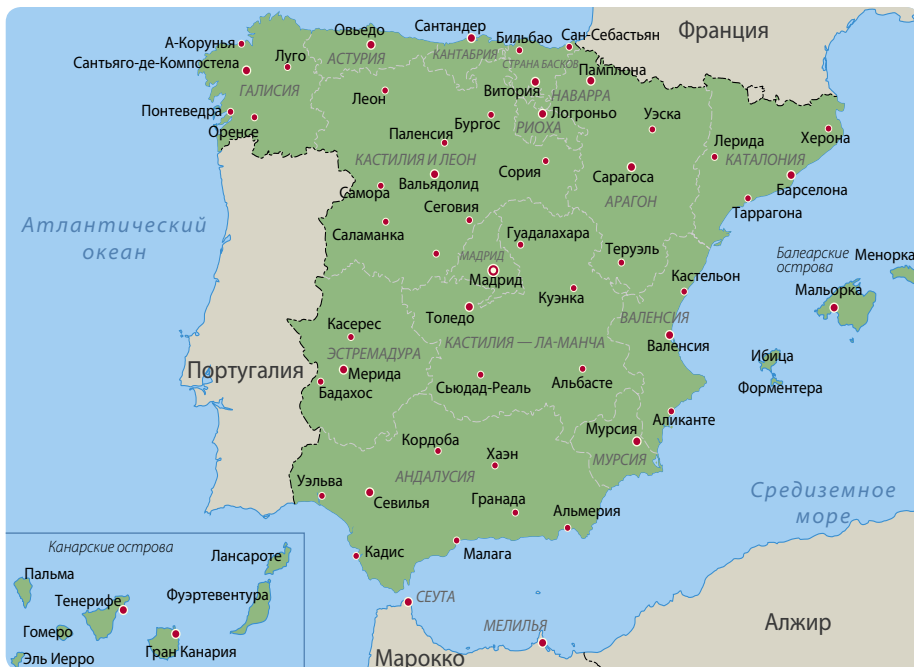 Франция
Сантандер
Овьедо
Бильбао
Сан-Себастьян
А-Корунья
Луго
АСТУРИЯ
КАНТАБРИЯ
СТРАНА БАСКОВ
Сантьяго-де-Компостела
Памплона
ГАЛИСИЯ
Леон
Витория
НАВАРРА
Понтеведра
Оренсе
Бургос
Логроньо
РИОХА
Уэска
Паленсия
Херона
Лерида
КАТАЛОНИЯ
КАСТИЛИЯ И ЛЕОН
Сория
Вальядолид
Сарагоса
Самора
Барселона
АРАГОН
Таррагона
Сеговия
Атлантический
океан
Саламанка
Гуадалахара
Теруэль
МАДРИД
Мадрид
Балеарские
острова
Менорка
Кастельон
Мальорка
Куэнка
Толедо
ВАЛЕНСИЯ
Касерес
КАСТИЛИЯ — ЛА-МАНЧА
Валенсия
ЭСТРЕМАДУРА
Ибица
Португалия
Мерида
Бадахос
Сьюдад-Реаль
Альбасте
Форментера
Аликанте
Мурсия
Кордоба
Хаэн
МУРСИЯ
АНДАЛУСИЯ
Уэльва
Севилья
Гранада
Альмерия
Средиземное
море
Кадис
Малага
Канарские острова
Лансароте
Пальма
Тенерифе
Фуэртевентура
СЕУТА
Гомеро
Гран Канария
Эль Иерро
МЕЛИЛЬЯ
Марокко
Алжир